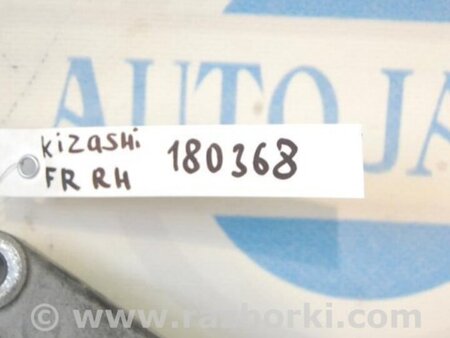 AUTO JA
Kizashi 180368
FR RH
© www.razborki.com